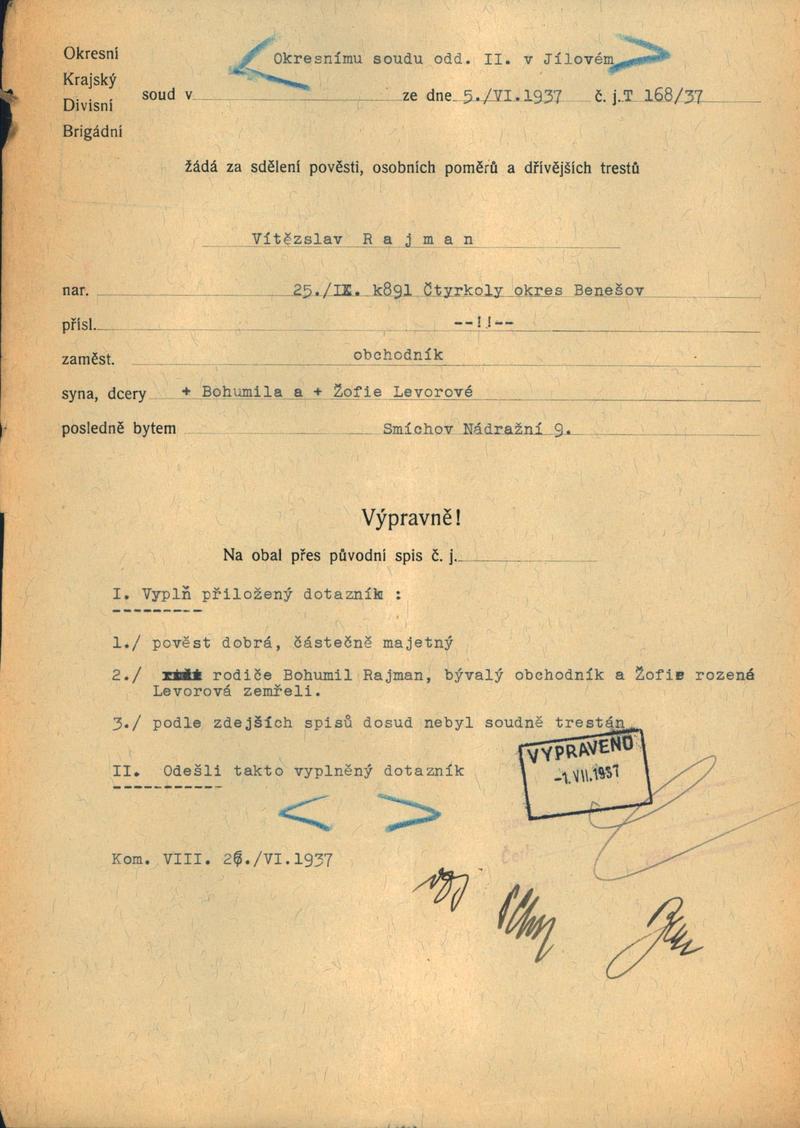 Okresní
Krajský
Divisní
Brigádní
Okresnímu soudu odd. II. v Jílovém
soud v ze dne 5./VI.1937 č. j. T 168/37
žádá za sdělení pověsti, osobních poměrů a dřívějších trestů
Vítězslav R a j m a n
nar. 25./IX. k891 Čtyrkoly okres Benešov
přísl. --!!--
zaměst. obchodník
syna, dcery + Bohumila a + Žofie Levorové
posledně bytem Smíchov Nádražní 9.
Výpravně!
Na obal přes původní spis č. j.
I. Vyplň přiložený dotazník :
1./ pověst dobrá, částečně majetný
2./ rodiče Bohumil Rajman, bývalý obchodník a Žofie rozená
Levorová zemřeli.
3./ podle zdejších spisů dosud nebyl soudně trestán
VYPRAVENO
-1.VII.1937
II. Odešli takto vyplněný dotazník
Kom. VIII. 26./VI.1937